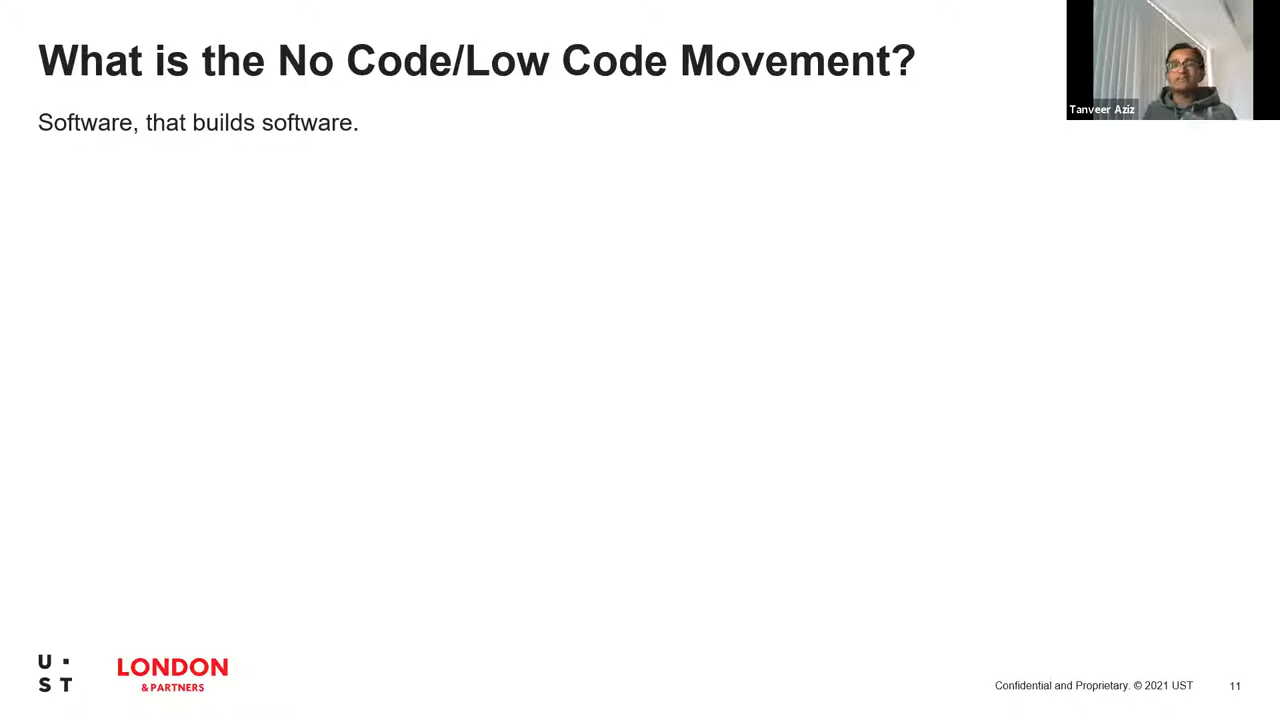 What is the No Code/Low Code Movement?
Software, that builds software.
Tanveer Aziz
U ·
S T
LONDON
& PARTNERS
Confidential and Proprietary. © 2021 UST
11